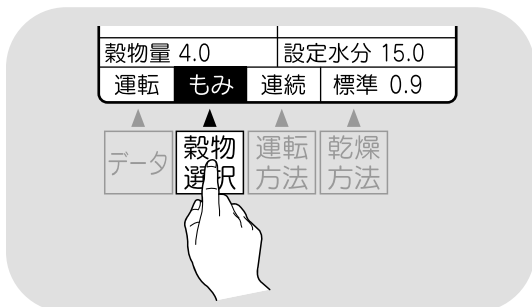 穀物量 4.0 設定水分 15.0
運転 もみ 連続 標準 0.9
データ 穀物選択 運転方法 乾燥方法